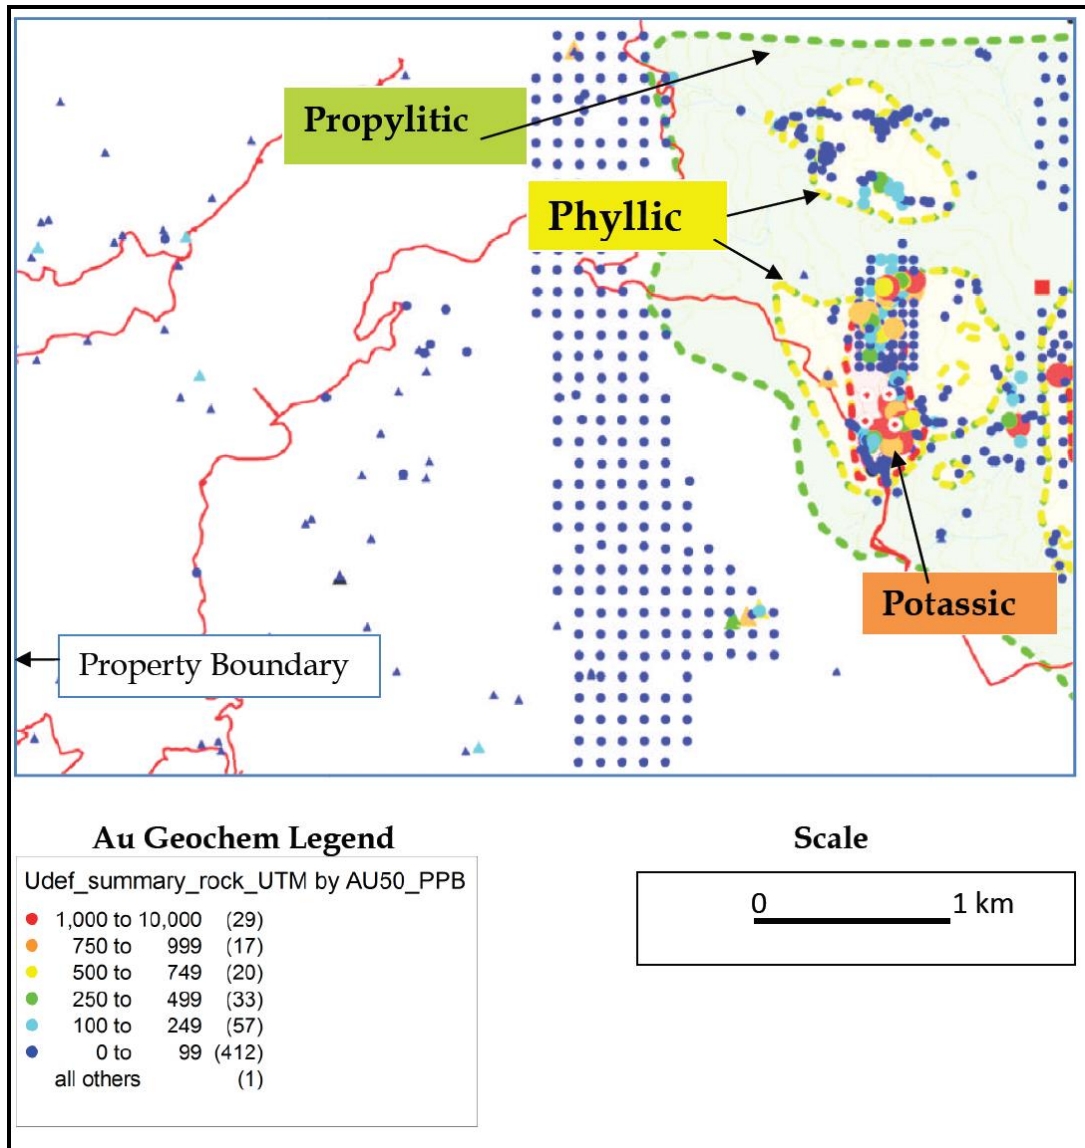 Propylitic
Phyllic
Potassic
Property Boundary
Au Geochem Legend
Udef_summary_rock_UTM by AU50_PPB
1,000 to 10,000 (29)
750 to 999 (17)
500 to 749 (20)
250 to 499 (33)
100 to 249 (57)
0 to 99 (412)
all others (1)
Scale
0 1 km